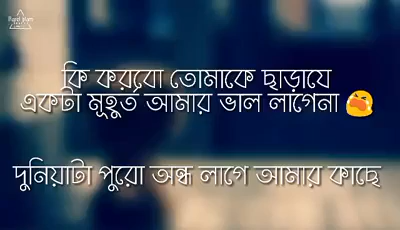 কি করবো তোমাকে ছাড়াযে
একটা মূহুর্ত আমার ভাল লাগেনা 😭
দুনিয়াটা পুরো অন্ধ লাগে আমার কাছে